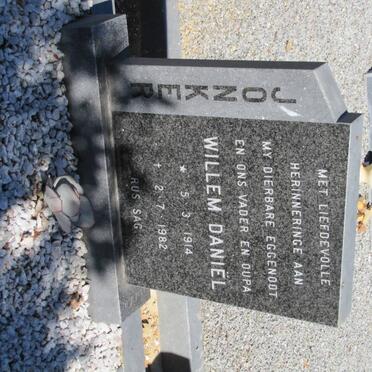 JONKER
MET LIEFDEVOLLE
HERINNERINGE AAN
MY DIERBARE EGGENOOT
EN ONS VADER EN OUPA
WILLEM DANIËL
* 5.3.1914
† 2.7.1982
RUS SAG